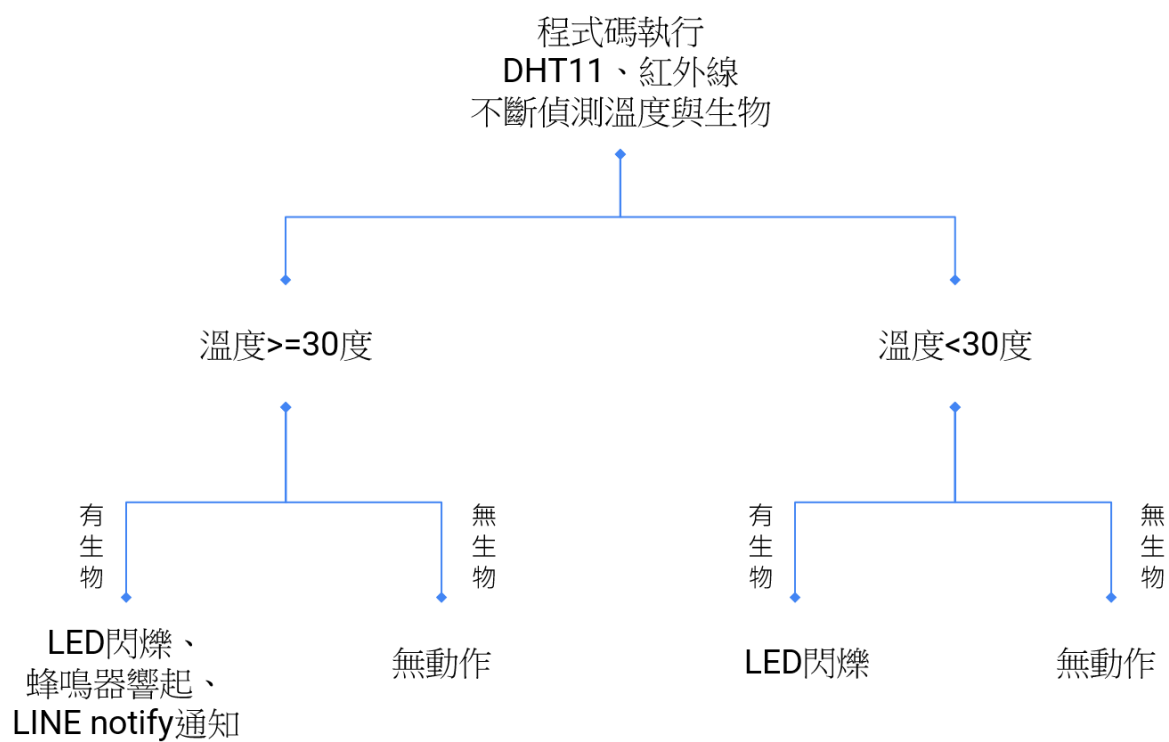 程式碼執行
DHT11、紅外線
不斷偵測溫度與生物
溫度>=30度
溫度<30度
有生物
無生物
有生物
無生物
LED閃爍、
蜂鳴器響起、
LINE notify通知
無動作
LED閃爍
無動作